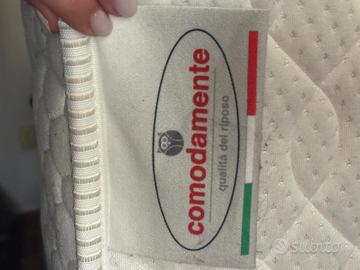 comodamente
qualità del riposo
subito